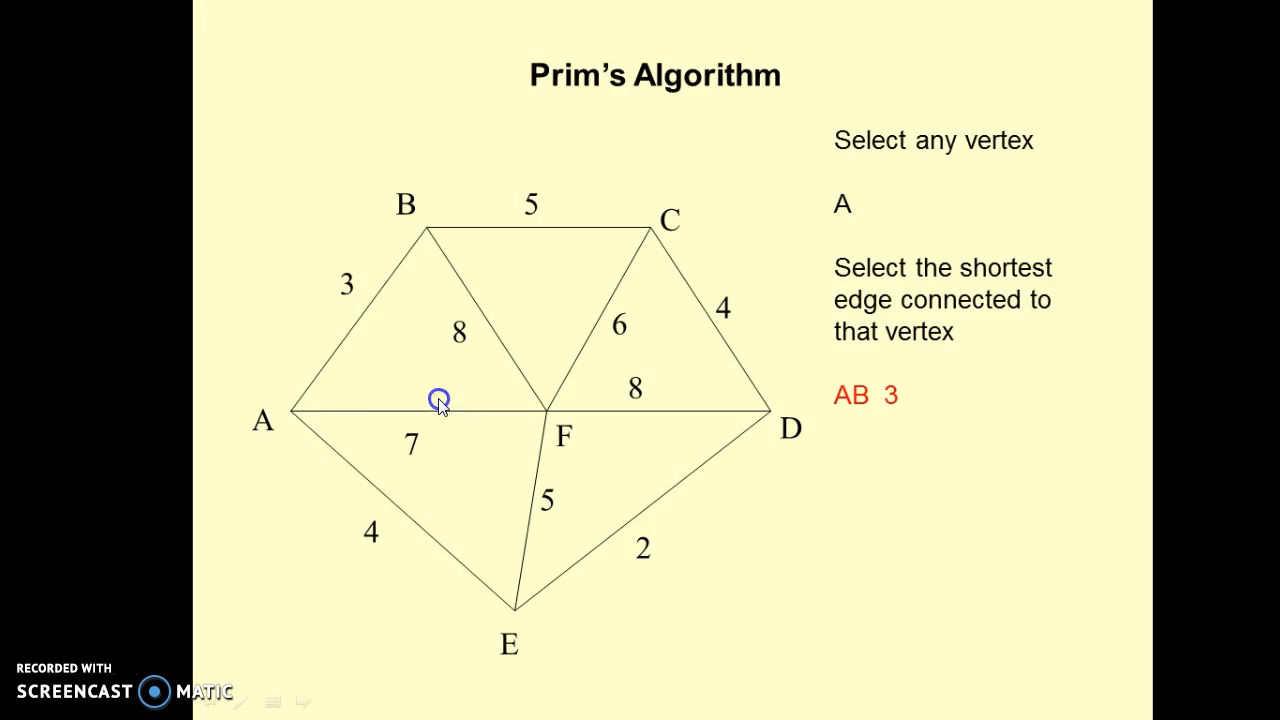 Prim's Algorithm
Select any vertex
A
Select the shortest
edge connected to
that vertex
AB 3
B
5
C
3
8
6
4
8
A
7
F
D
4
5
2
E
RECORDED WITH
SCREENCAST MATIC